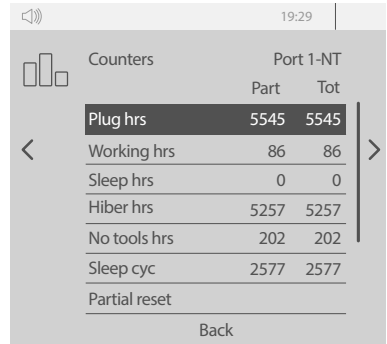 19:29
Counters Port 1-NT
Part Tot
Plug hrs 5545 5545
Working hrs 86 86
Sleep hrs 0 0
Hiber hrs 5257 5257
No tools hrs 202 202
Sleep cyc 2577 2577
Partial reset
Back